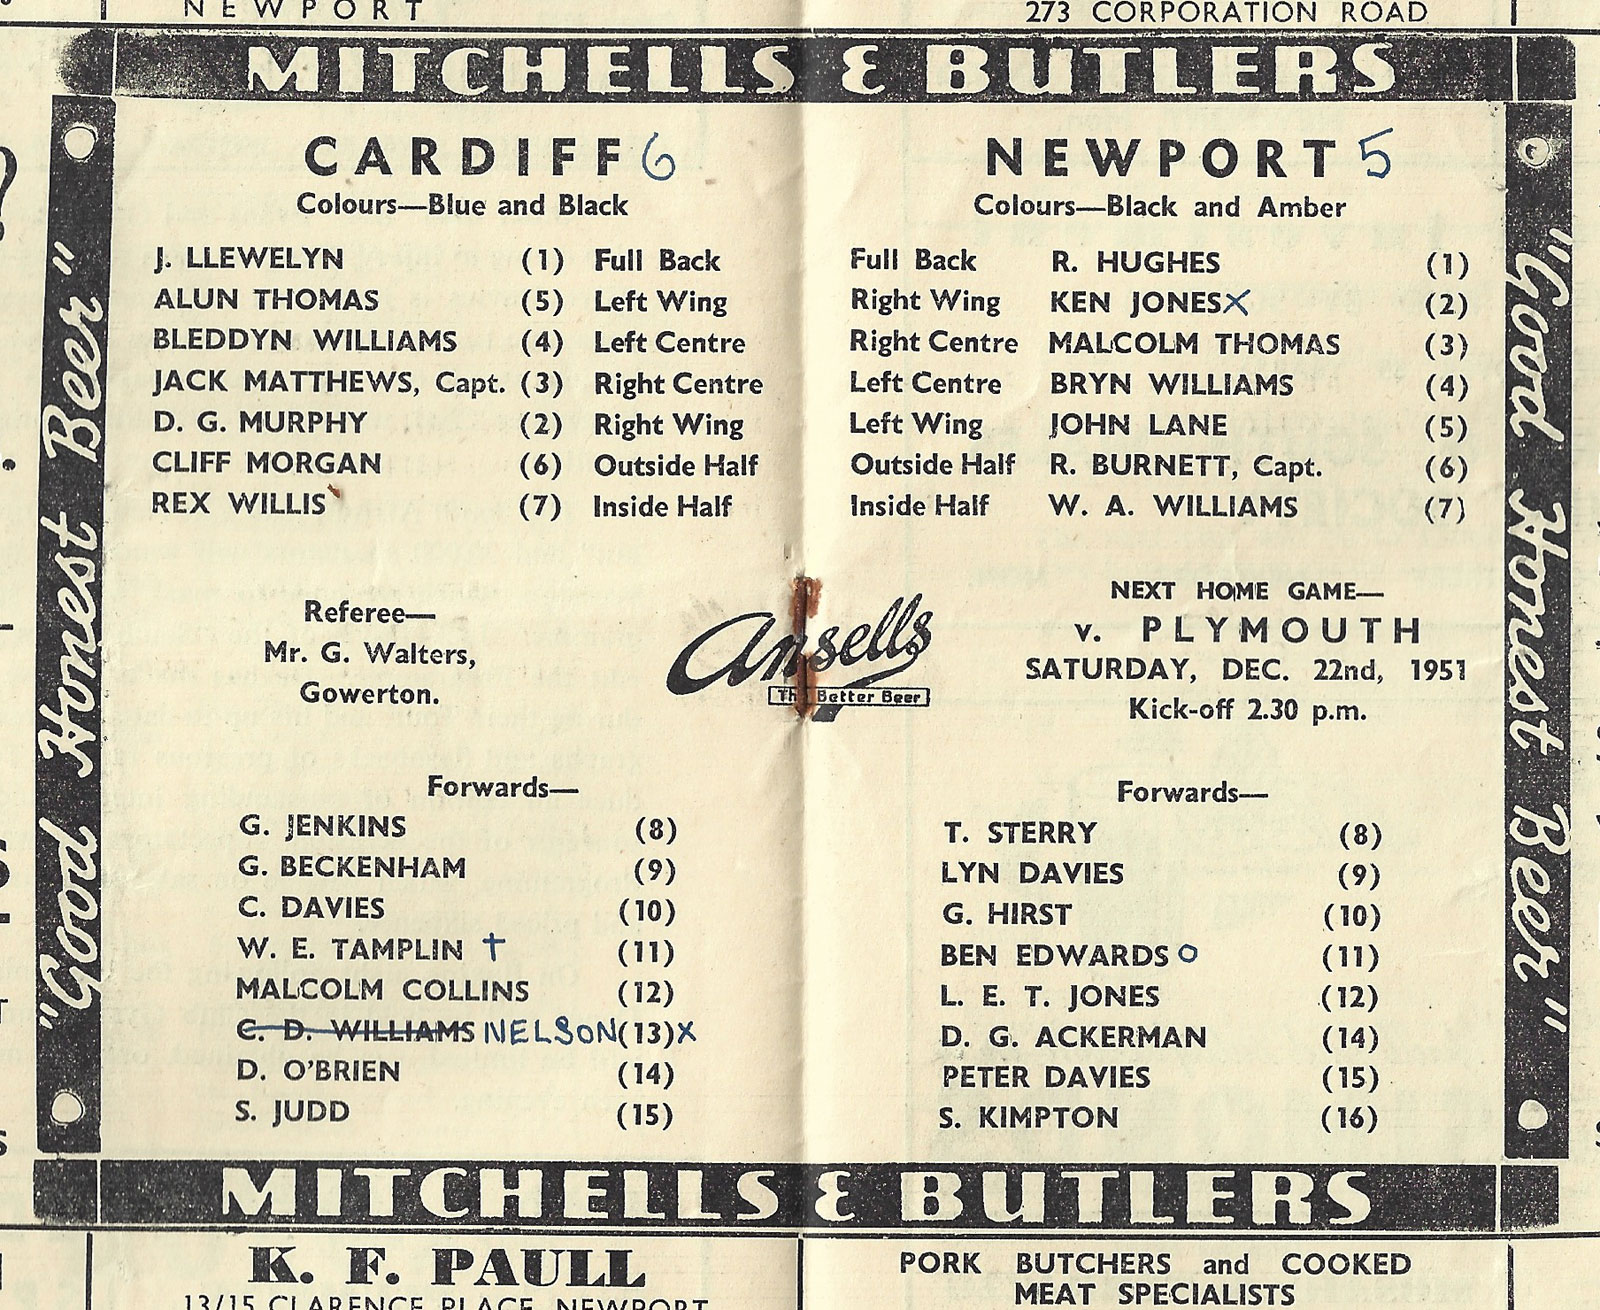 NEWPORT
273 CORPORATION ROAD
MITCHELLS & BUTLERS
"Good Honest Beer"
CARDIFF 6
Colours—Blue and Black
J. LLEWELYN (1) Full Back
ALUN THOMAS (5) Left Wing
BLEDDYN WILLIAMS (4) Left Centre
JACK MATTHEWS, Capt. (3) Right Centre
D. G. MURPHY (2) Right Wing
CLIFF MORGAN (6) Outside Half
REX WILLIS (7) Inside Half
Referee—
Mr. G. Walters,
Gowerton.
Forwards—
G. JENKINS (8)
G. BECKENHAM (9)
C. DAVIES (10)
W. E. TAMPLIN † (11)
MALCOLM COLLINS (12)
C. D. WILLIAMS NELSON (13) X
D. O'BRIEN (14)
S. JUDD (15)
Ansells
The Better Beer
NEWPORT 5
Colours—Black and Amber
Full Back R. HUGHES (1)
Right Wing KEN JONES X (2)
Right Centre MALCOLM THOMAS (3)
Left Centre BRYN WILLIAMS (4)
Left Wing JOHN LANE (5)
Outside Half R. BURNETT, Capt. (6)
Inside Half W. A. WILLIAMS (7)
NEXT HOME GAME—
v. PLYMOUTH
SATURDAY, DEC. 22nd, 1951
Kick-off 2.30 p.m.
Forwards—
T. STERRY (8)
LYN DAVIES (9)
G. HIRST (10)
BEN EDWARDS O (11)
L. E. T. JONES (12)
D. G. ACKERMAN (14)
PETER DAVIES (15)
S. KIMPTON (16)
"Good Honest Beer"
MITCHELLS & BUTLERS
K. F. PAULL
13/15 CLARENCE PLACE, NEWPORT
PORK BUTCHERS and COOKED
MEAT SPECIALISTS